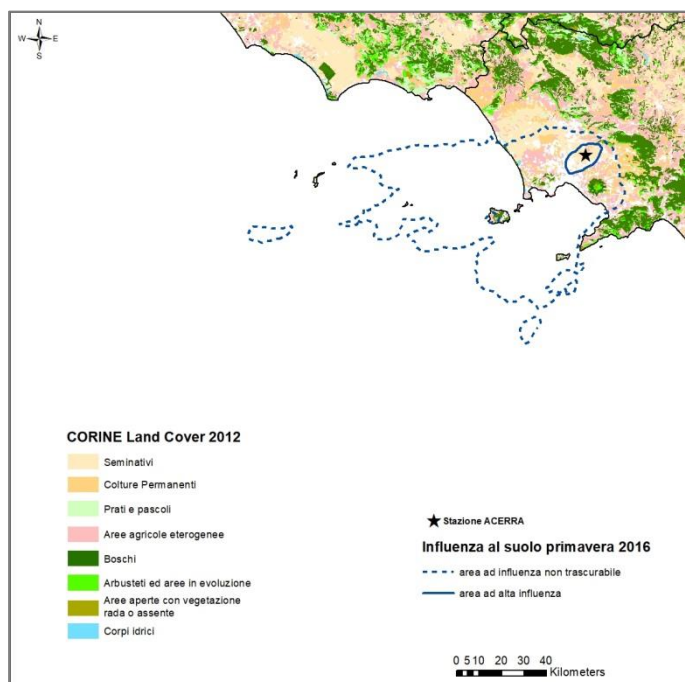 N
W E
S
CORINE Land Cover 2012
Seminativi
Colture Permanenti
Prati e pascoli
Aree agricole eterogenee
Boschi
Arbusteti ed aree in evoluzione
Aree aperte con vegetazione
rada o assente
Corpi idrici
Stazione ACERRA
Influenza al suolo primavera 2016
area ad influenza non trascurabile
area ad alta influenza
0 5 10 20 30 40
Kilometers